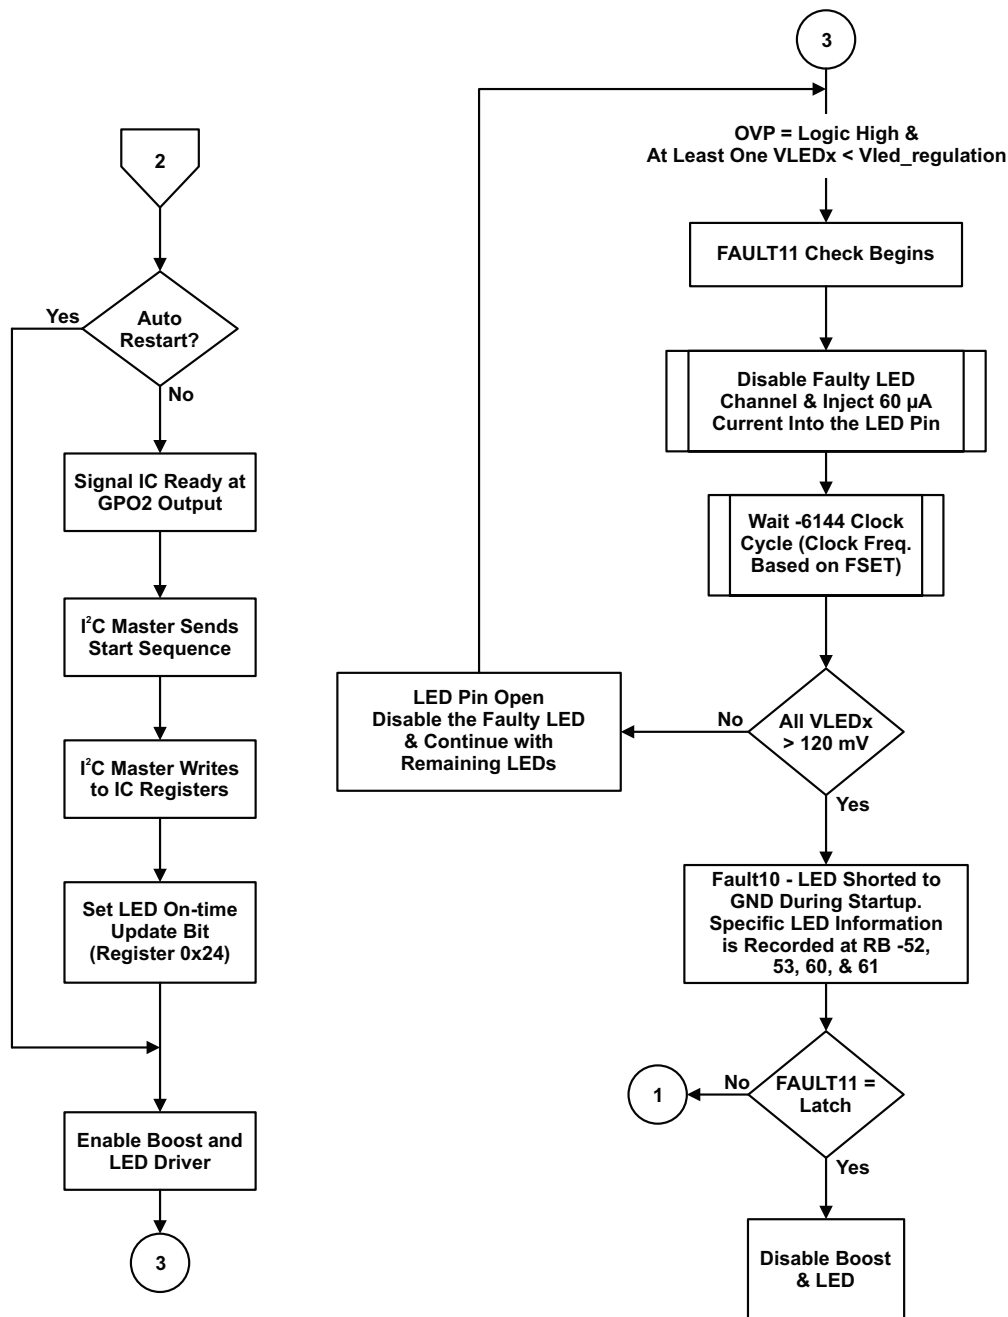 2
Auto
Restart?
Yes
No
Signal IC Ready at
GPO2 Output
I²C Master Sends
Start Sequence
I²C Master Writes
to IC Registers
Set LED On-time
Update Bit
(Register 0x24)
Enable Boost and
LED Driver
3
3
OVP = Logic High &
At Least One VLEDx < Vled_regulation
FAULT11 Check Begins
Disable Faulty LED
Channel & Inject 60 µA
Current Into the LED Pin
Wait -6144 Clock
Cycle (Clock Freq.
Based on FSET)
All VLEDx
> 120 mV
No
LED Pin Open
Disable the Faulty LED
& Continue with
Remaining LEDs
Yes
Fault10 - LED Shorted to
GND During Startup.
Specific LED Information
is Recorded at RB -52,
53, 60, & 61
FAULT11 =
Latch
No
1
Yes
Disable Boost
& LED